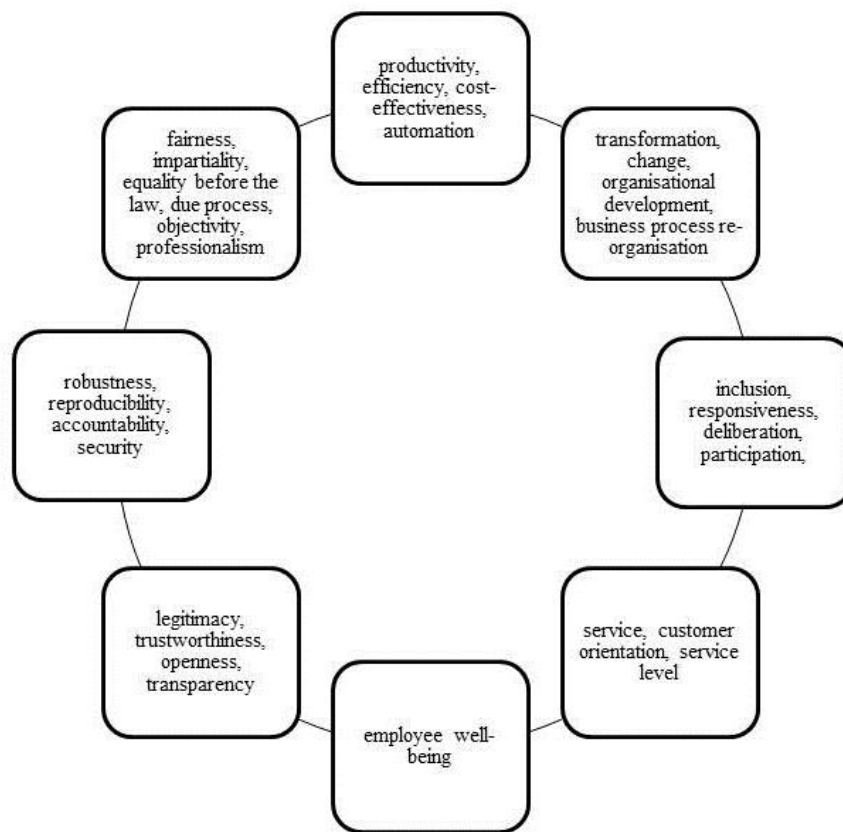 productivity,
efficiency, cost-
effectiveness,
automation
transformation,
change,
organisational
development,
business process re-
organisation
inclusion,
responsiveness,
deliberation,
participation,
service, customer
orientation, service
level
employee well-
being
legitimacy,
trustworthiness,
openness,
transparency
robustness,
reproducibility,
accountability,
security
fairness,
impartiality,
equality before the
law, due process,
objectivity,
professionalism